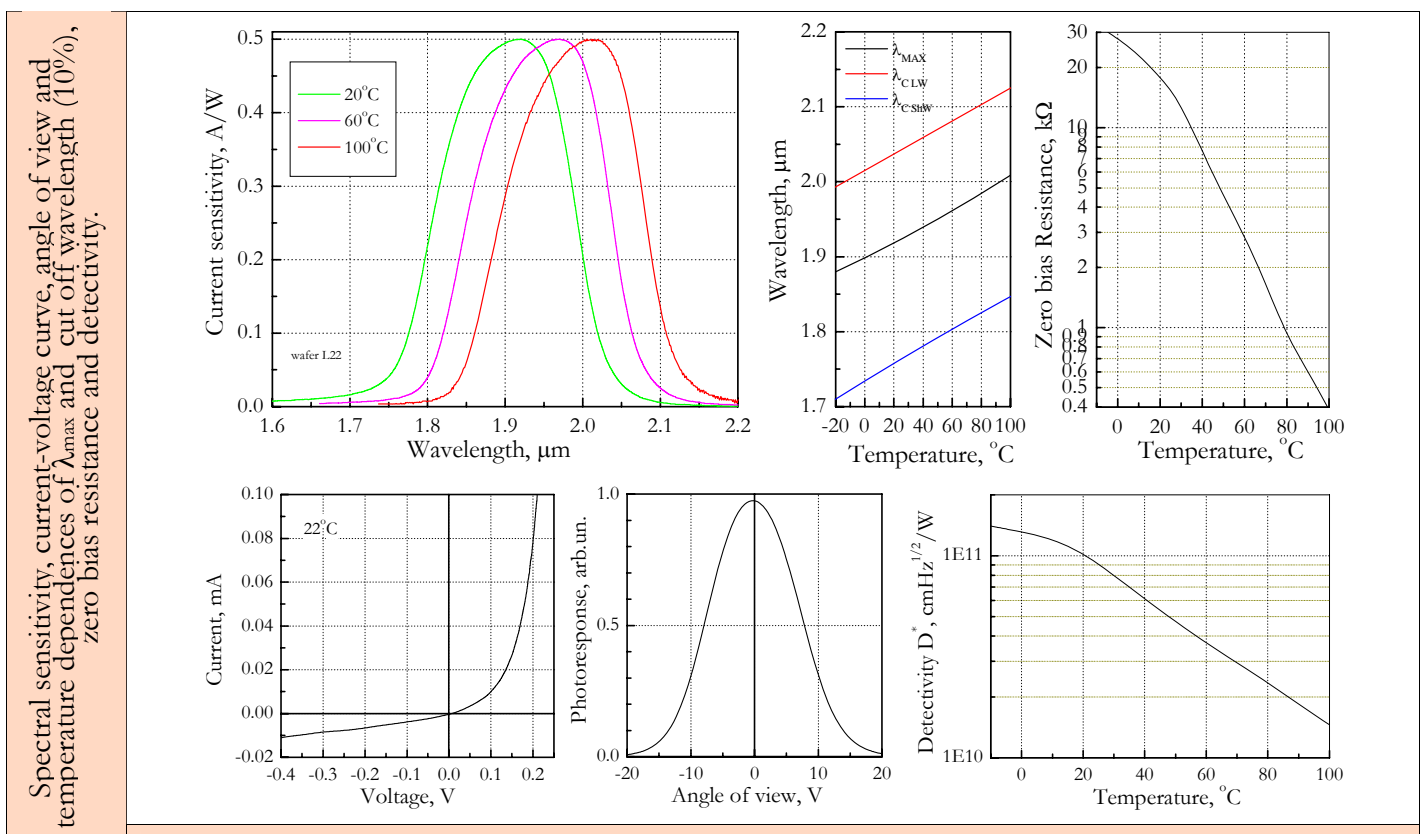 Spectral sensitivity, current-voltage curve, angle of view and
temperature dependences of λmax and cut off wavelength (10%),
zero bias resistance and detectivity.
0.5
0.4
0.3
0.2
0.1
0.0
Current sensitivity, A/W
20°C
60°C
100°C
wafer L22
1.6 1.7 1.8 1.9 2.0 2.1 2.2
Wavelength, μm
2.2
2.1
2.0
1.9
1.8
1.7
Wavelength, μm
λMAX
λC LW
λC ShW
-20 0 20 40 60 80 100
Temperature, °C
30
20
10
9
8
7
6
5
4
3
2
1
0.9
0.8
0.7
0.6
0.5
0.4
Zero bias Resistance, kΩ
0 20 40 60 80 100
Temperature, °C
0.10
0.08
0.06
0.04
0.02
0.00
-0.02
Current, mA
22°C
-0.4 -0.3 -0.2 -0.1 0.0 0.1 0.2
Voltage, V
1.0
0.5
0.0
Photoresponse, arb.un.
-20 -10 0 10 20
Angle of view, V
1E11
1E10
Detectivity D*, cmHz1/2/W
0 20 40 60 80 100
Temperature, °C